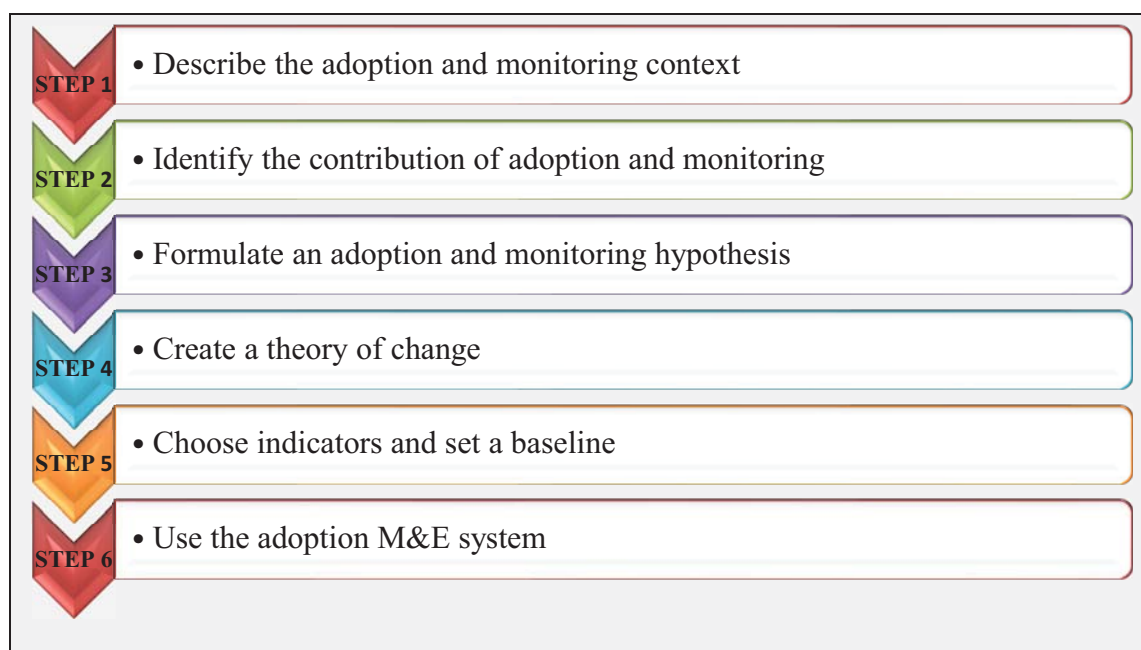 STEP 1
• Describe the adoption and monitoring context
STEP 2
• Identify the contribution of adoption and monitoring
STEP 3
• Formulate an adoption and monitoring hypothesis
STEP 4
• Create a theory of change
STEP 5
• Choose indicators and set a baseline
STEP 6
• Use the adoption M&E system